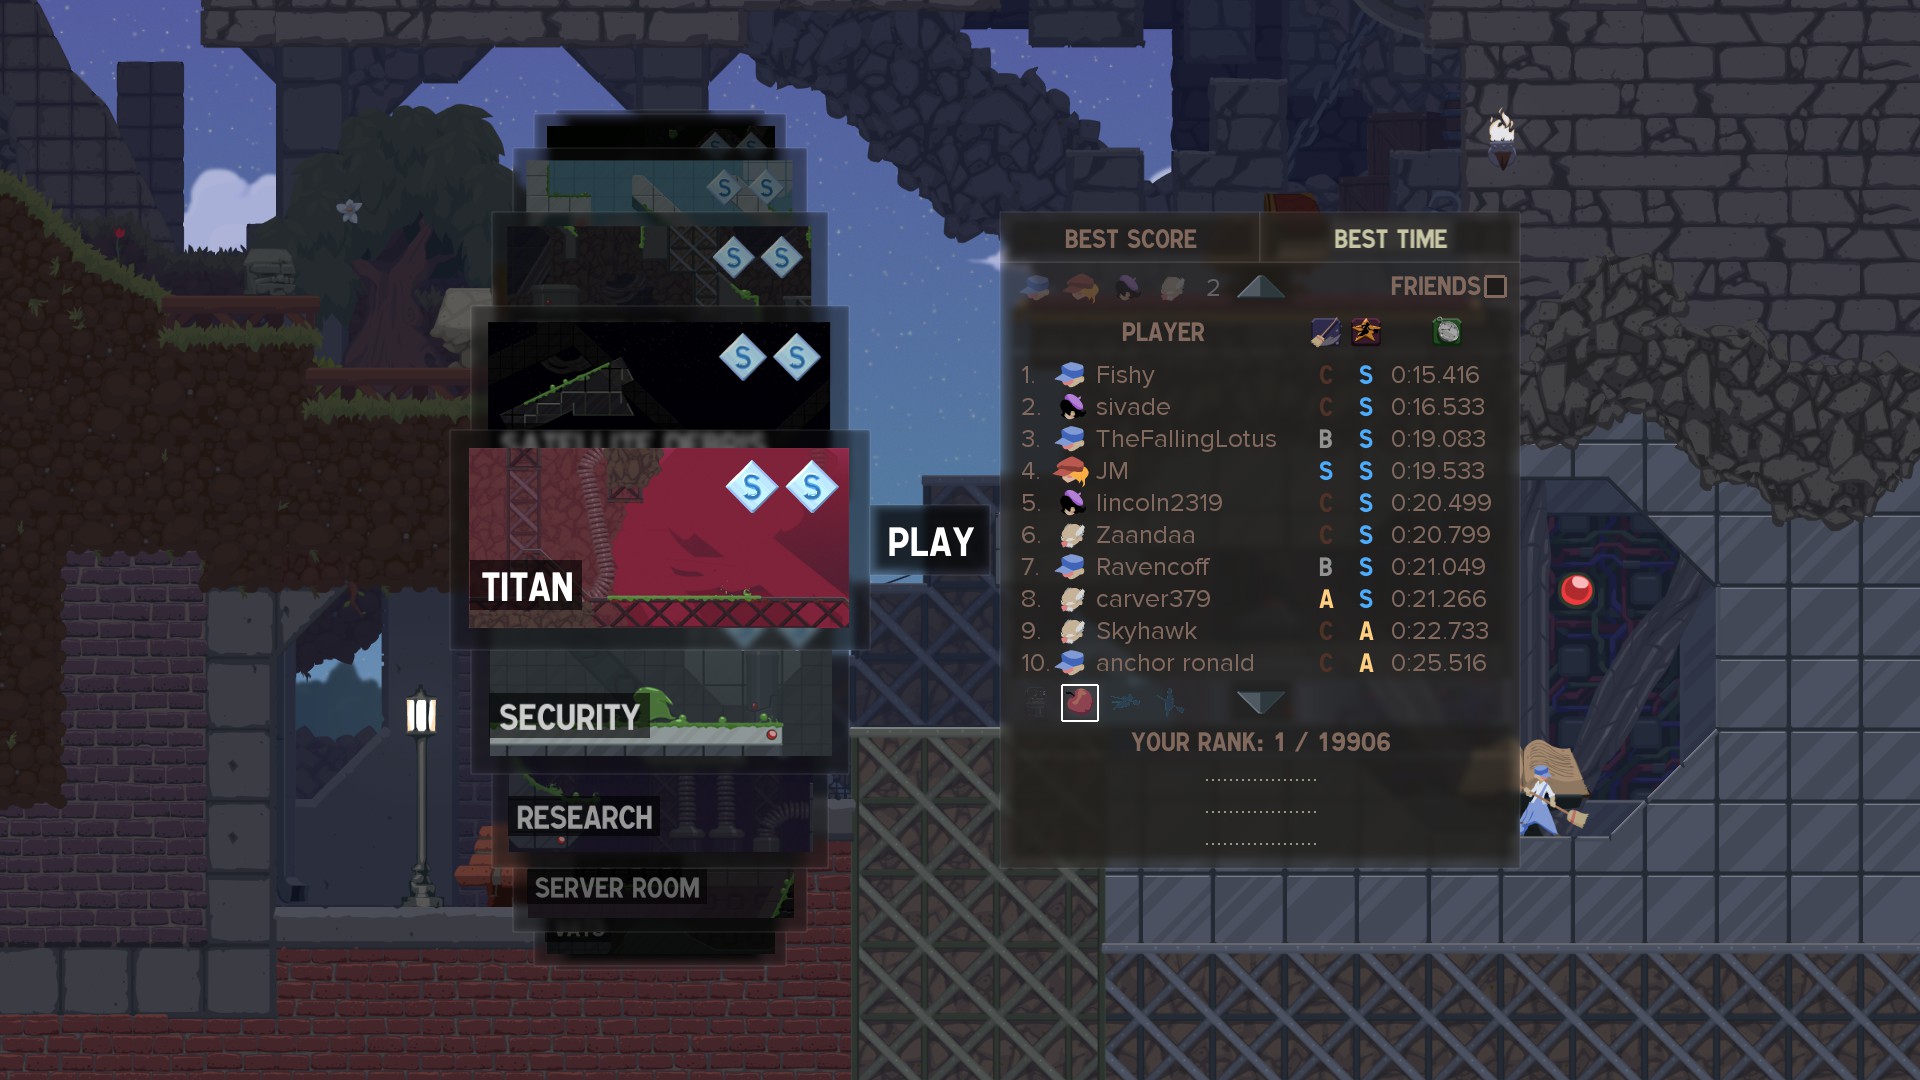 S S
S S
S S
S S
SATELLITE DEBRIS
S S
TITAN
PLAY
SECURITY
RESEARCH
SERVER ROOM
VATS
BEST SCORE BEST TIME
2 FRIENDS
PLAYER
1. Fishy C S 0:15.416
2. sivade C S 0:16.533
3. TheFallingLotus B S 0:19.083
4. JM S S 0:19.533
5. lincoln2319 C S 0:20.499
6. Zaandaa C S 0:20.799
7. Ravencoff B S 0:21.049
8. carver379 A S 0:21.266
9. Skyhawk C A 0:22.733
10. anchor ronald C A 0:25.516
YOUR RANK: 1 / 19906